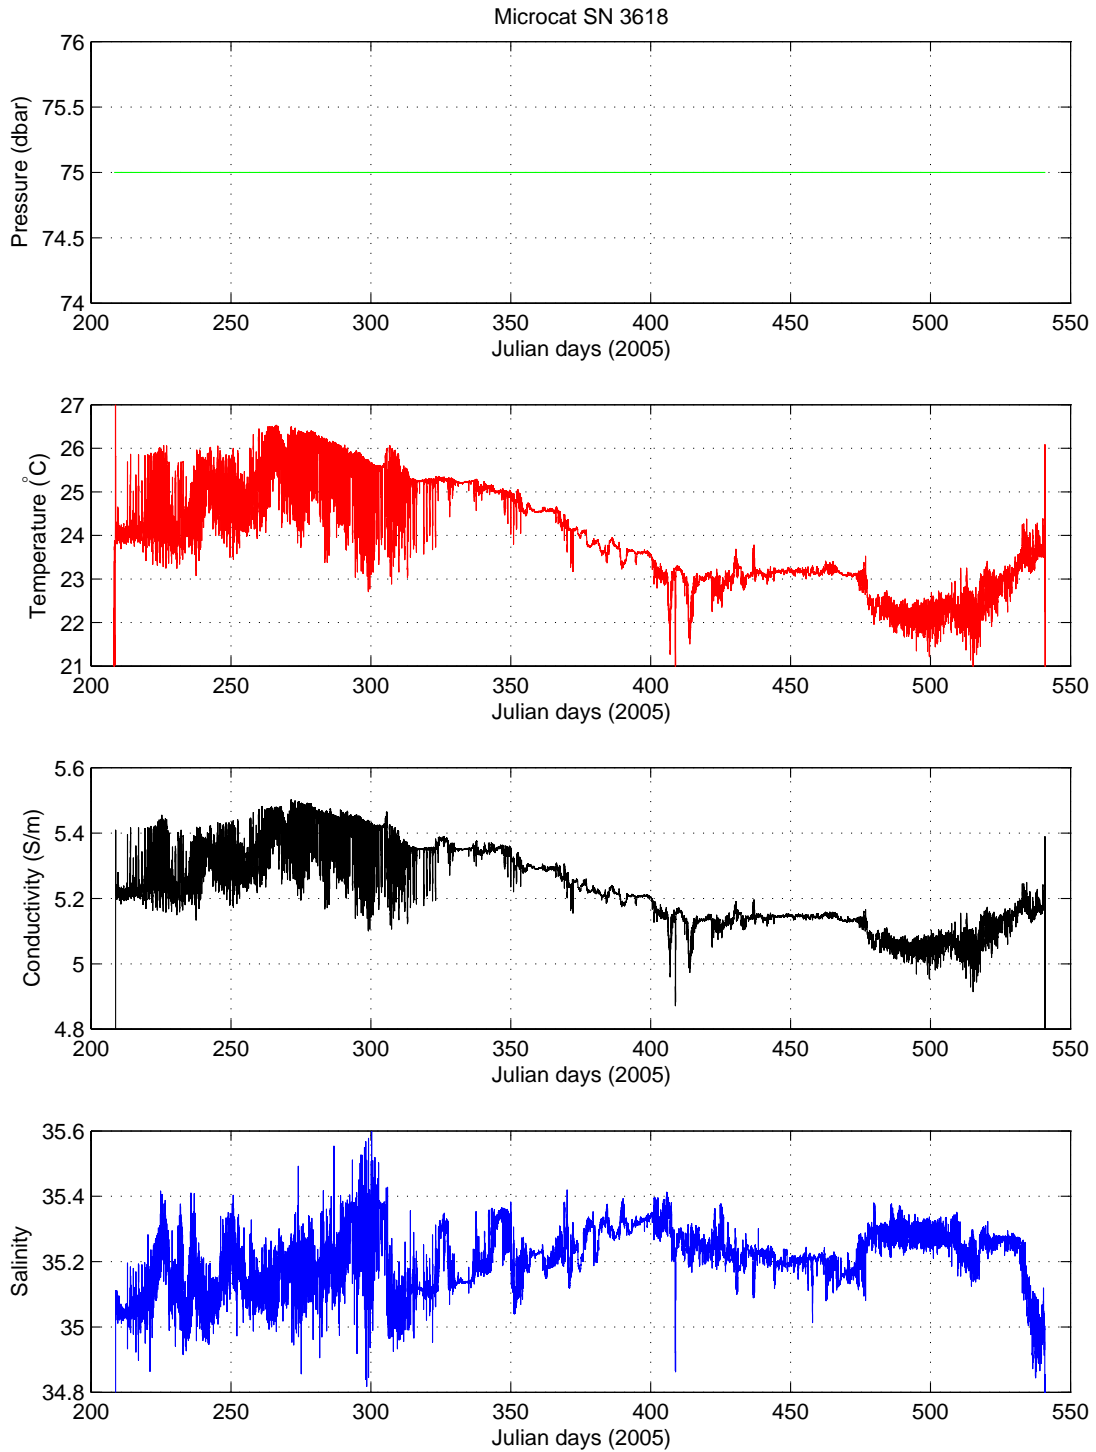 Microcat SN 3618
76
75.5
75
74.5
74
Pressure (dbar)
200 250 300 350 400 450 500 550
Julian days (2005)
27
26
25
24
23
22
21
Temperature (°C)
200 250 300 350 400 450 500 550
Julian days (2005)
5.6
5.4
5.2
5
4.8
Conductivity (S/m)
200 250 300 350 400 450 500 550
Julian days (2005)
35.6
35.4
35.2
35
34.8
Salinity
200 250 300 350 400 450 500 550
Julian days (2005)